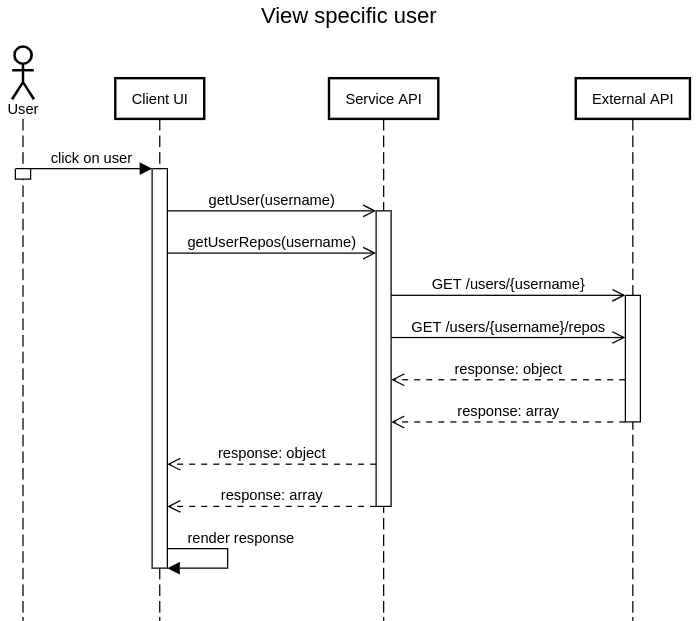 View specific user
User
Client UI
Service API
External API
click on user
getUser(username)
getUserRepos(username)
GET /users/{username}
GET /users/{username}/repos
response: object
response: array
response: object
response: array
render response